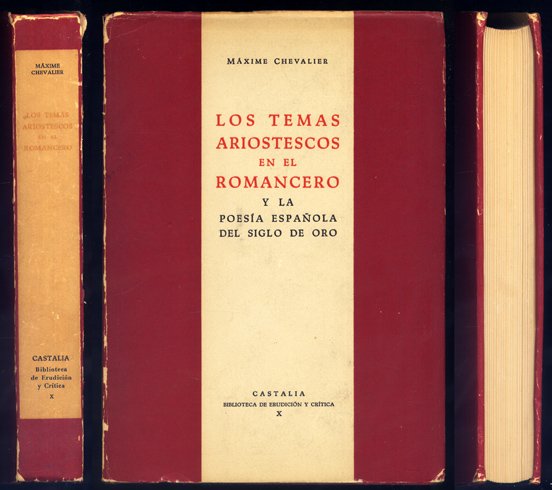 MÁXIME
CHEVALIER
LOS TEMAS
ARIOSTESCOS
EN EL
ROMANCERO
CASTALIA
Biblioteca
de Erudición
y Crítica
X
MÁXIME CHEVALIER
LOS TEMAS
ARIOSTESCOS
EN EL
ROMANCERO
Y LA
POESÍA ESPAÑOLA
DEL SIGLO DE ORO
CASTALIA
BIBLIOTECA DE ERUDICIÓN Y CRÍTICA
X